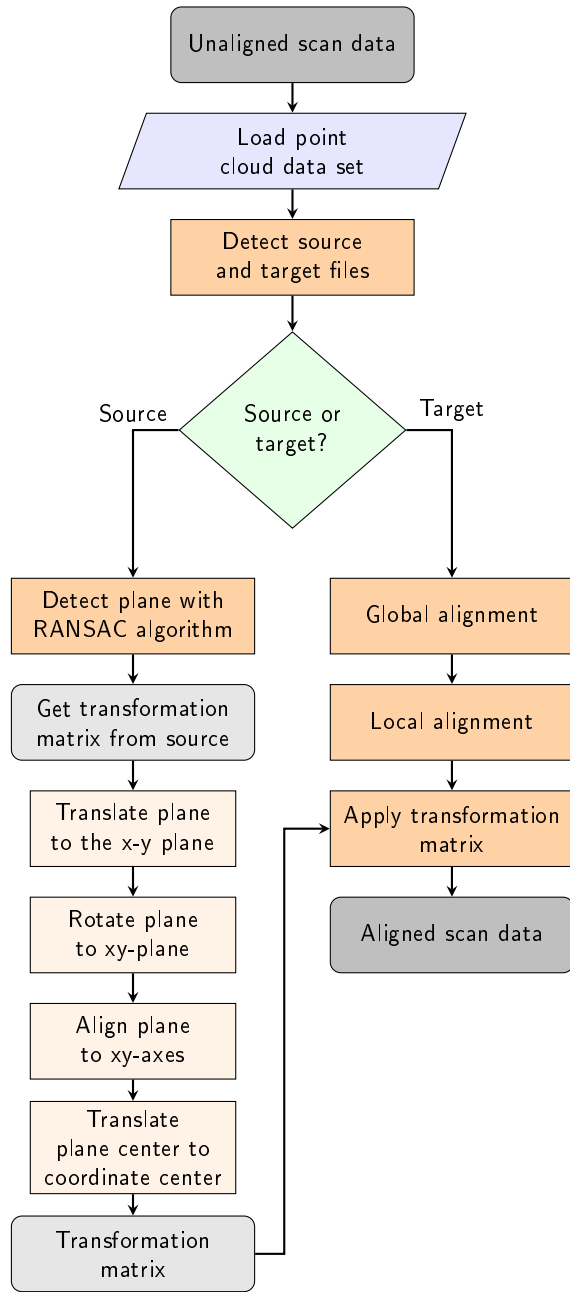 Unaligned scan data
Load point
cloud data set
Detect source
and target files
Source or
target?
Source
Target
Detect plane with
RANSAC algorithm
Get transformation
matrix from source
Translate plane
to the x-y plane
Rotate plane
to xy-plane
Align plane
to xy-axes
Translate
plane center to
coordinate center
Transformation
matrix
Global alignment
Local alignment
Apply transformation
matrix
Aligned scan data